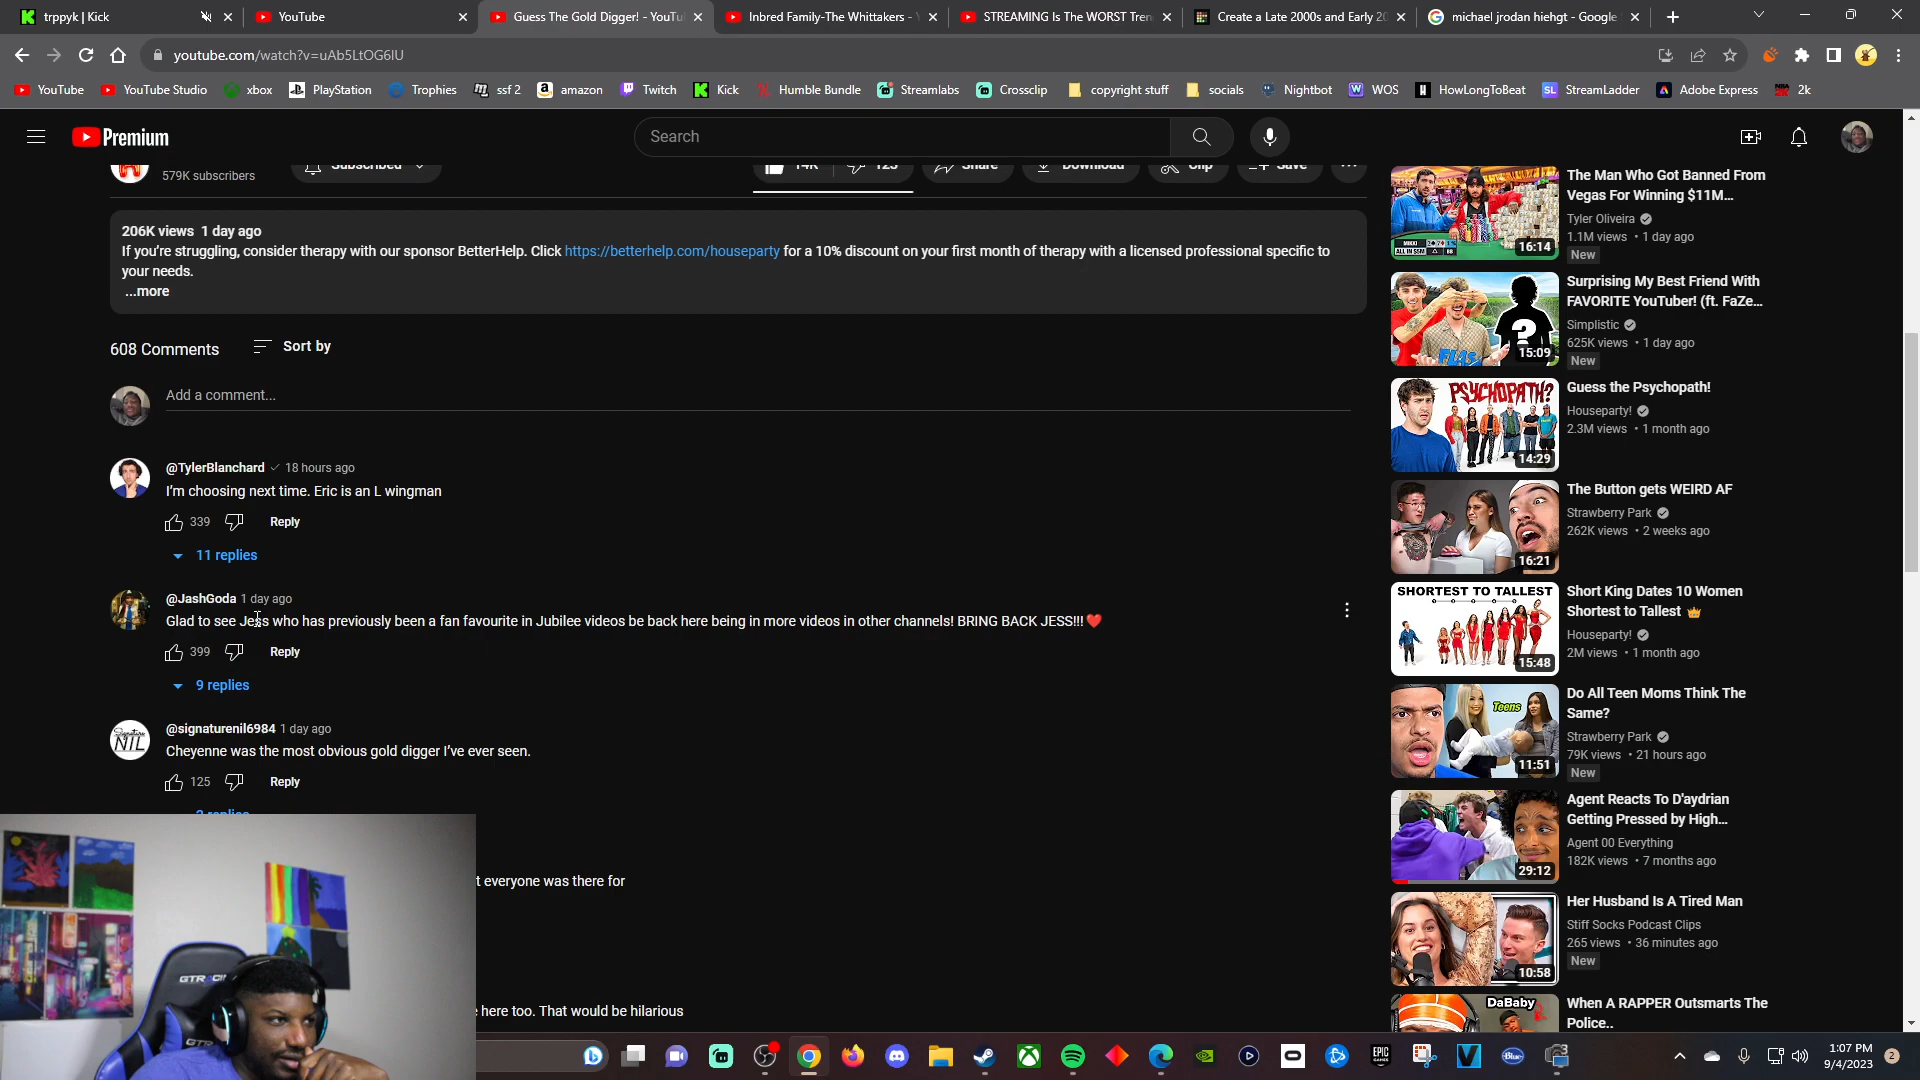 trppyk | Kick
YouTube
Guess The Gold Digger! - YouTu
Inbred Family-The Whittakers -
STREAMING Is The WORST Tren
Create a Late 2000s and Early 20
michael jrodan hiehgt - Google
youtube.com/watch?v=uAb5LtOG6lU
YouTube YouTube Studio xbox PlayStation Trophies ssf 2 amazon Twitch Kick Humble Bundle Streamlabs Crossclip copyright stuff socials Nightbot WOS HowLongToBeat StreamLadder Adobe Express 2k
Premium
Search
579K subscribers
Subscribed
14K
123
Share
Download
Clip
Save
206K views 1 day ago
If you're struggling, consider therapy with our sponsor BetterHelp. Click https://betterhelp.com/houseparty for a 10% discount on your first month of therapy with a licensed professional specific to
your needs.
...more
608 Comments
Sort by
Add a comment...
@TylerBlanchard 18 hours ago
I'm choosing next time. Eric is an L wingman
339 Reply
11 replies
@JashGoda 1 day ago
Glad to see Jess who has previously been a fan favourite in Jubilee videos be back here being in more videos in other channels! BRING BACK JESS!!!❤️
399 Reply
9 replies
@signaturenil6984 1 day ago
Cheyenne was the most obvious gold digger I've ever seen.
125 Reply
replies
t everyone was there for
here too. That would be hilarious
The Man Who Got Banned From
Vegas For Winning $11M...
Tyler Oliveira
1.1M views • 1 day ago
New
16:14
Surprising My Best Friend With
FAVORITE YouTuber! (ft. FaZe...
Simplistic
625K views • 1 day ago
New
15:09
PSYCHOPATH?
Guess the Psychopath!
Houseparty!
2.3M views • 1 month ago
14:29
The Button gets WEIRD AF
Strawberry Park
262K views • 2 weeks ago
16:21
SHORTEST TO TALLEST
Short King Dates 10 Women
Shortest to Tallest 👑
Houseparty!
2M views • 1 month ago
15:48
Teens
Do All Teen Moms Think The
Same?
Strawberry Park
79K views • 21 hours ago
New
11:51
Agent Reacts To D'aydrian
Getting Pressed by High...
Agent 00 Everything
182K views • 7 months ago
29:12
Her Husband Is A Tired Man
Stiff Socks Podcast Clips
265 views • 36 minutes ago
New
10:58
DaBaby
When A RAPPER Outsmarts The
Police..
1:07 PM
9/4/2023
2